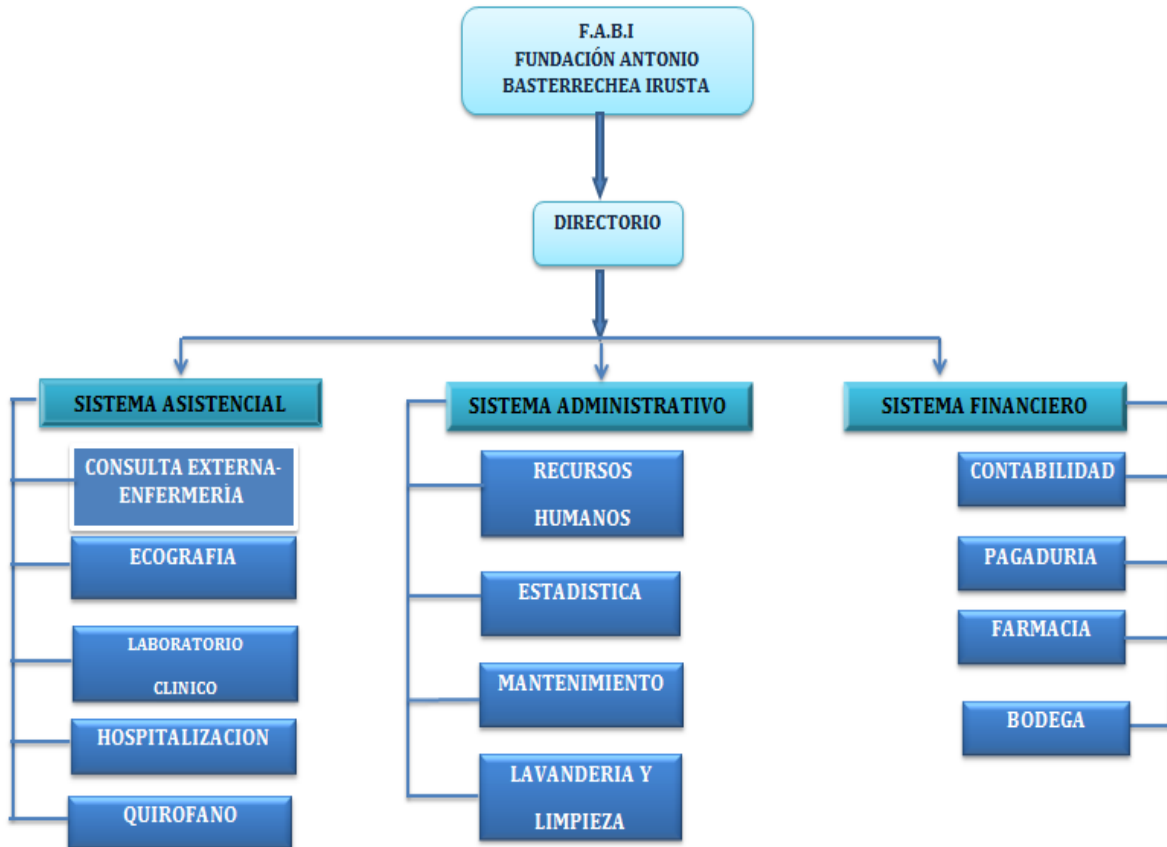 F.A.B.I
FUNDACIÓN ANTONIO
BASTERRECHEA IRUSTA
DIRECTORIO
SISTEMA ASISTENCIAL
CONSULTA EXTERNA-
ENFERMERÍA
ECOGRAFIA
LABORATORIO
CLINICO
HOSPITALIZACION
QUIROFANO
SISTEMA ADMINISTRATIVO
RECURSOS
HUMANOS
ESTADISTICA
MANTENIMIENTO
LAVANDERIA Y
LIMPIEZA
SISTEMA FINANCIERO
CONTABILIDAD
PAGADURIA
FARMACIA
BODEGA